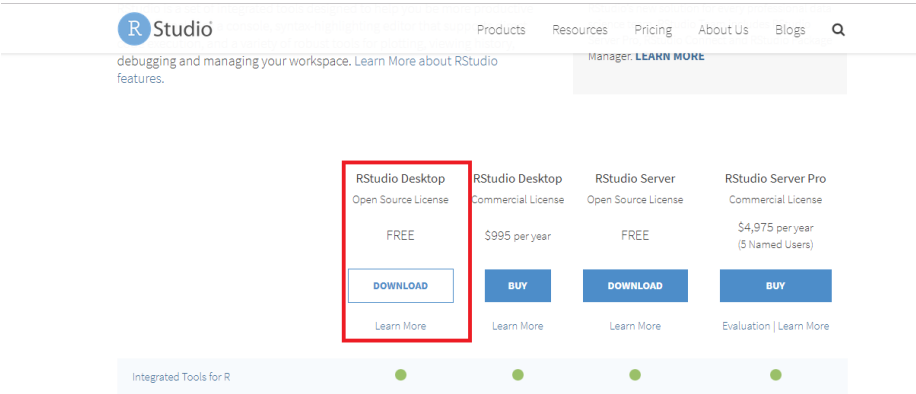 R Studio
Products Resources Pricing About Us Blogs
debugging and managing your workspace. Learn More about RStudio
features.
Manager. LEARN MORE
RStudio Desktop RStudio Desktop RStudio Server RStudio Server Pro
Open Source License Commercial License Open Source License Commercial License
FREE $995 per year FREE $4,975 per year
(5 Named Users)
DOWNLOAD BUY DOWNLOAD BUY
Learn More Learn More Learn More Evaluation | Learn More
Integrated Tools for R